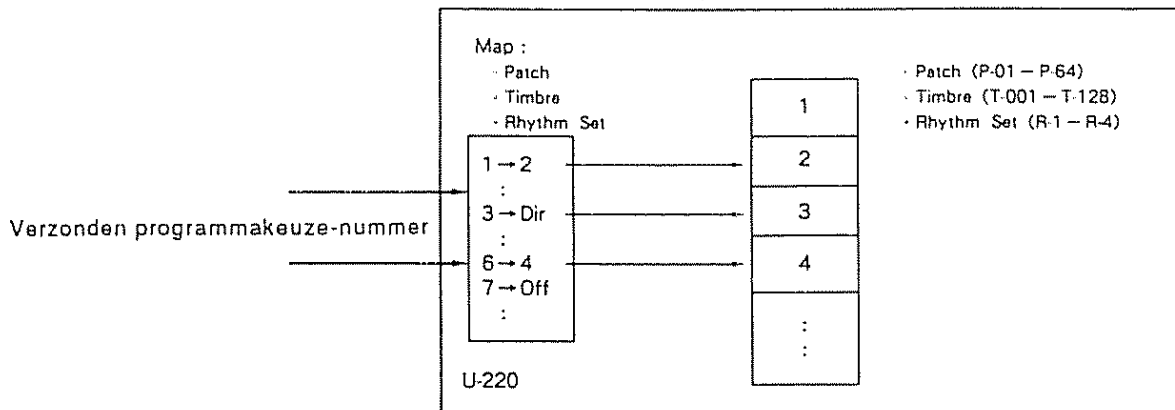 Map :
· Patch
· Timbre
· Rhythm Set
· Patch (P-01 – P-64)
· Timbre (T-001 – T-128)
· Rhythm Set (R-1 – R-4)
1
1 → 2
2
:
Verzonden programmakeuze-nummer
3 → Dir
3
:
6 → 4
4
7 → Off
:
:
:
U-220